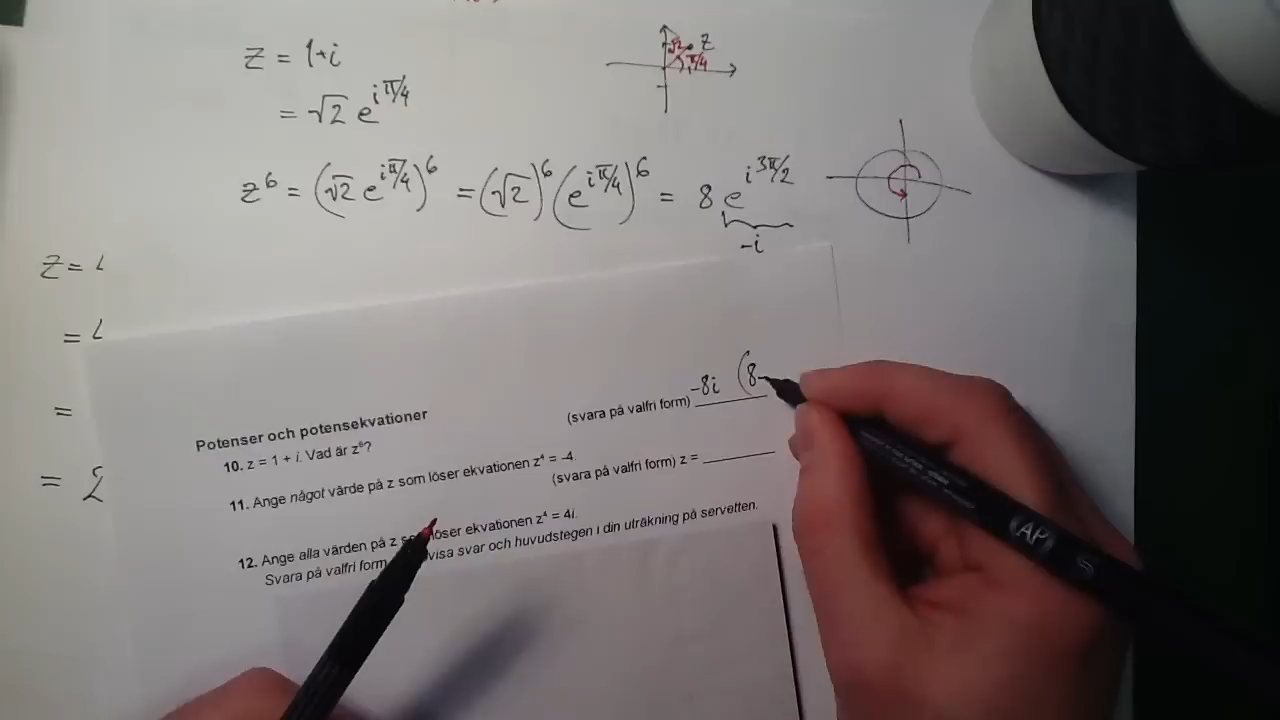 z = 1+i
√2 z π/4
= √2 e^{iπ/4}
z⁶ = (√2 e^{iπ/4})⁶ = (√2)⁶ (e^{iπ/4})⁶ = 8 e^{i3π/2}
-i
z =
=
=
=
Potenser och potensekvationer
10. z = 1 + i. Vad är z⁶? (svara på valfri form) -8i (8
11. Ange något värde på z som löser ekvationen z⁴ = -4.
(svara på valfri form) z =
12. Ange alla värden på z löser ekvationen z⁴ = 4i.
Svara på valfri form visa svar och huvudstegen i din uträkning på servetten.
AP